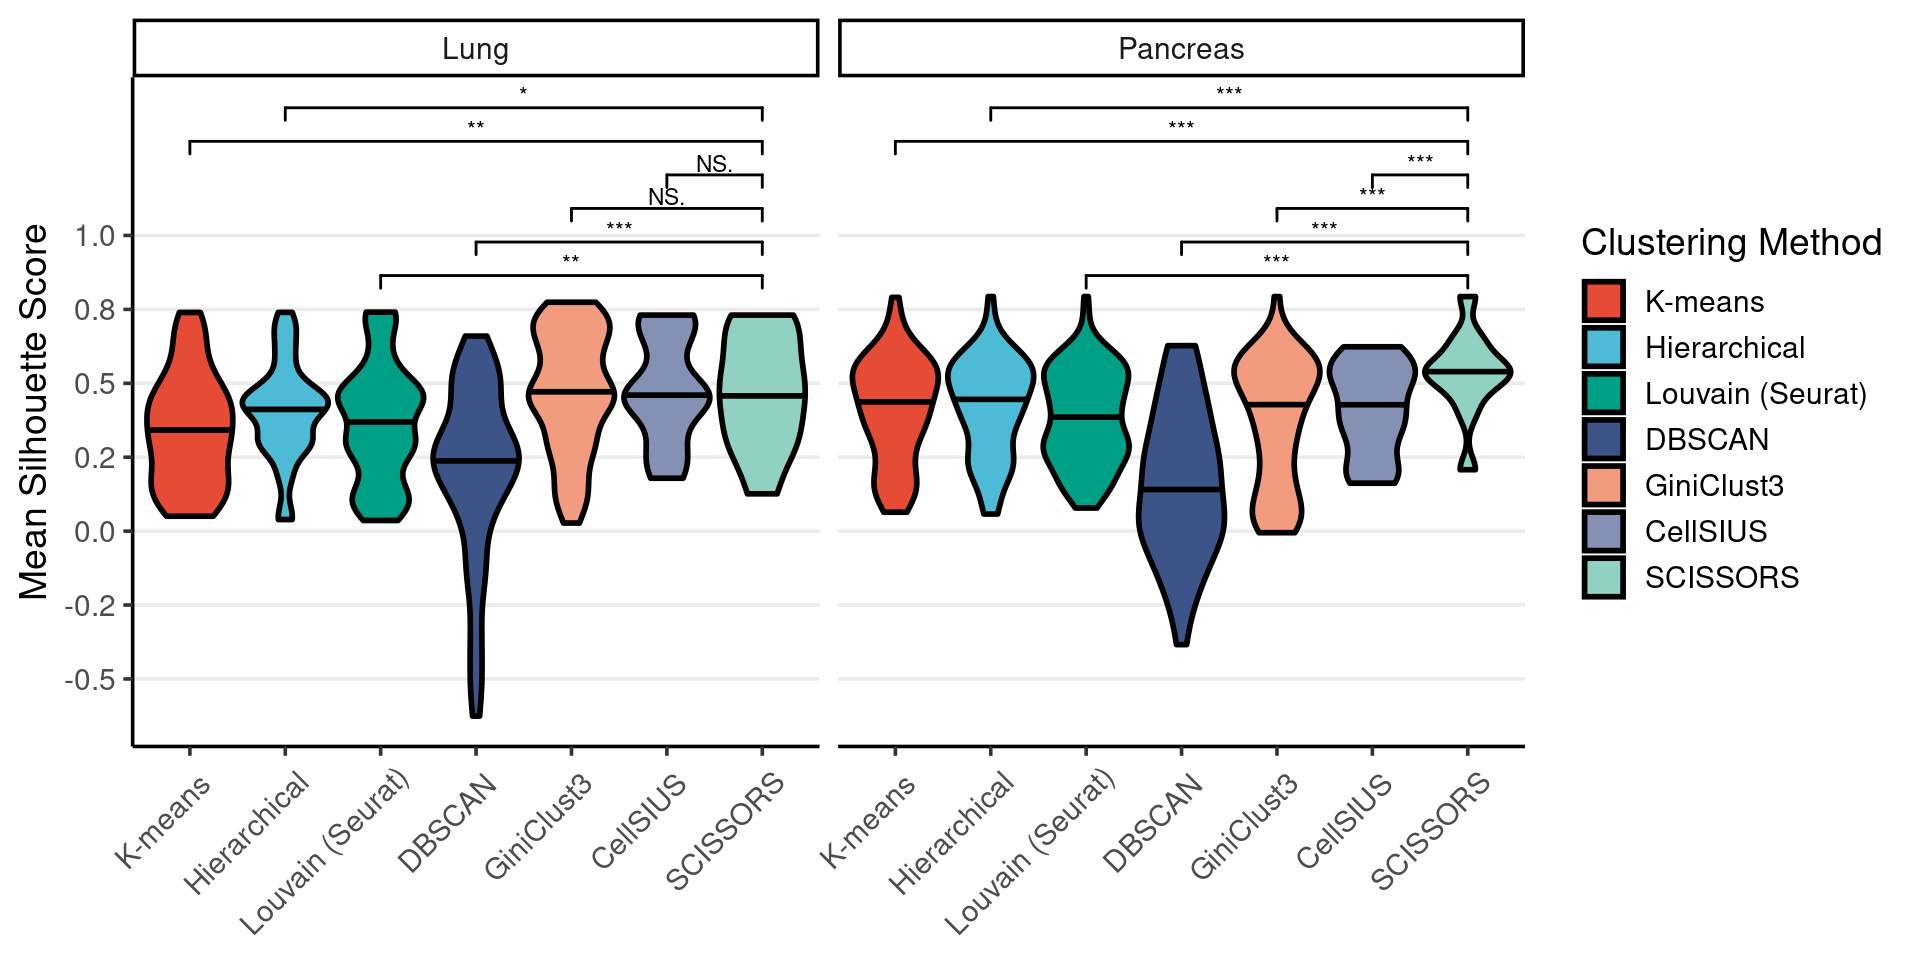 Lung
Pancreas
*
**
NS.
NS.
***
**
***
***
***
***
***
***
Mean Silhouette Score
1.0
0.8
0.5
0.2
0.0
-0.2
-0.5
K-means
Hierarchical
Louvain (Seurat)
DBSCAN
GiniClust3
CellSIUS
SCISSORS
K-means
Hierarchical
Louvain (Seurat)
DBSCAN
GiniClust3
CellSIUS
SCISSORS
Clustering Method
K-means
Hierarchical
Louvain (Seurat)
DBSCAN
GiniClust3
CellSIUS
SCISSORS